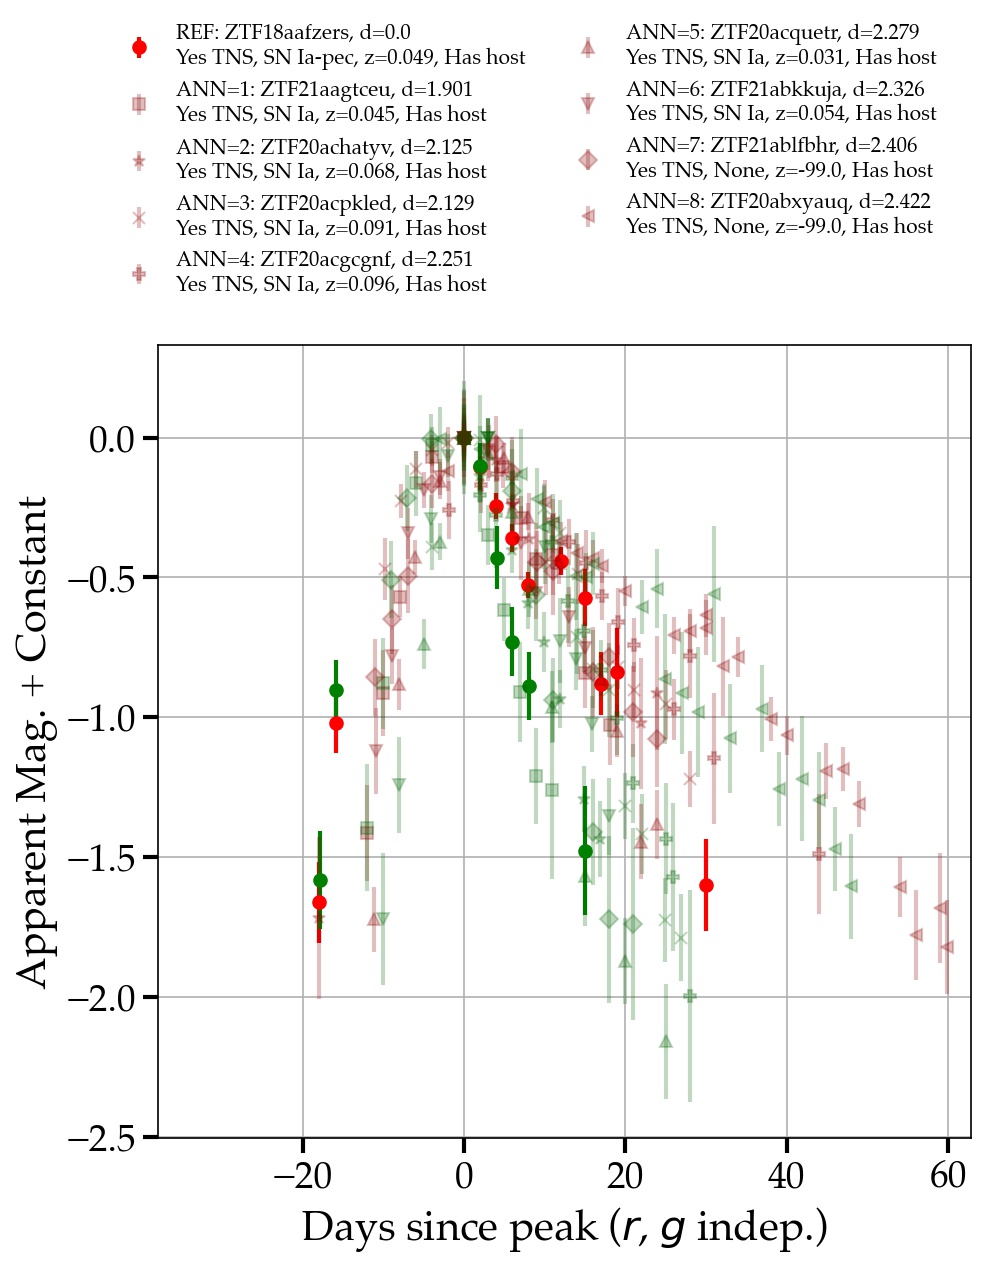 REF: ZTF18aafzers, d=0.0
Yes TNS, SN Ia-pec, z=0.049, Has host
ANN=1: ZTF21aagtceu, d=1.901
Yes TNS, SN Ia, z=0.045, Has host
ANN=2: ZTF20achatyv, d=2.125
Yes TNS, SN Ia, z=0.068, Has host
ANN=3: ZTF20acpkled, d=2.129
Yes TNS, SN Ia, z=0.091, Has host
ANN=4: ZTF20acgcgnf, d=2.251
Yes TNS, SN Ia, z=0.096, Has host
ANN=5: ZTF20acquetr, d=2.279
Yes TNS, SN Ia, z=0.031, Has host
ANN=6: ZTF21abkkuja, d=2.326
Yes TNS, SN Ia, z=0.054, Has host
ANN=7: ZTF21ablfbhr, d=2.406
Yes TNS, None, z=-99.0, Has host
ANN=8: ZTF20abxyauq, d=2.422
Yes TNS, None, z=-99.0, Has host
Apparent Mag. + Constant
0.0
−0.5
−1.0
−1.5
−2.0
−2.5
−20
0
20
40
60
Days since peak (r, g indep.)